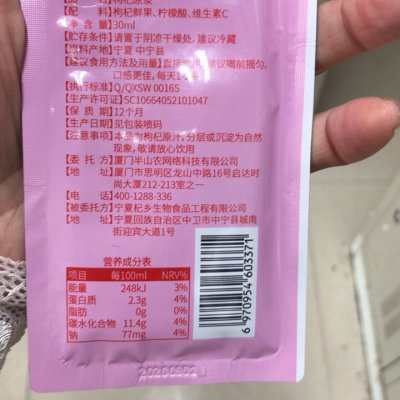 枸杞原浆
料】枸杞鲜果、柠檬酸、维生素C
【含量】30ml
【贮存条件】请置于阴凉干燥处,建议冷藏
【原料产地】宁夏 中宁县
【建议食用方法及用量】直接饮用,建议喝前摇匀,
口感更佳,每天1
【执行标准】Q/QXSW 0016S
【生产许可证】SC10664052101047
【保 质 期】12个月
【生产日期】见包装喷码
【注意事项】本品为枸杞原汁,分层或沉淀为自然
现象,敬请放心饮用
【委 托 方】厦门半山农网络科技有限公司
【地 址】厦门市思明区龙山中路16号启达时
尚大厦212-213室之一
【电 话】400-1288-336
【被委托方】宁夏杞乡生物食品工程有限公司
【地 址】宁夏回族自治区中卫市中宁县城南
街迎宾大道1号
营养成分表
项目 每100ml NRV%
能量 248kJ 3%
蛋白质 2.3g 4%
脂肪 0g 0%
碳水化合物 11.4g 4%
钠 77mg 4%
6 970954 603371
20200901